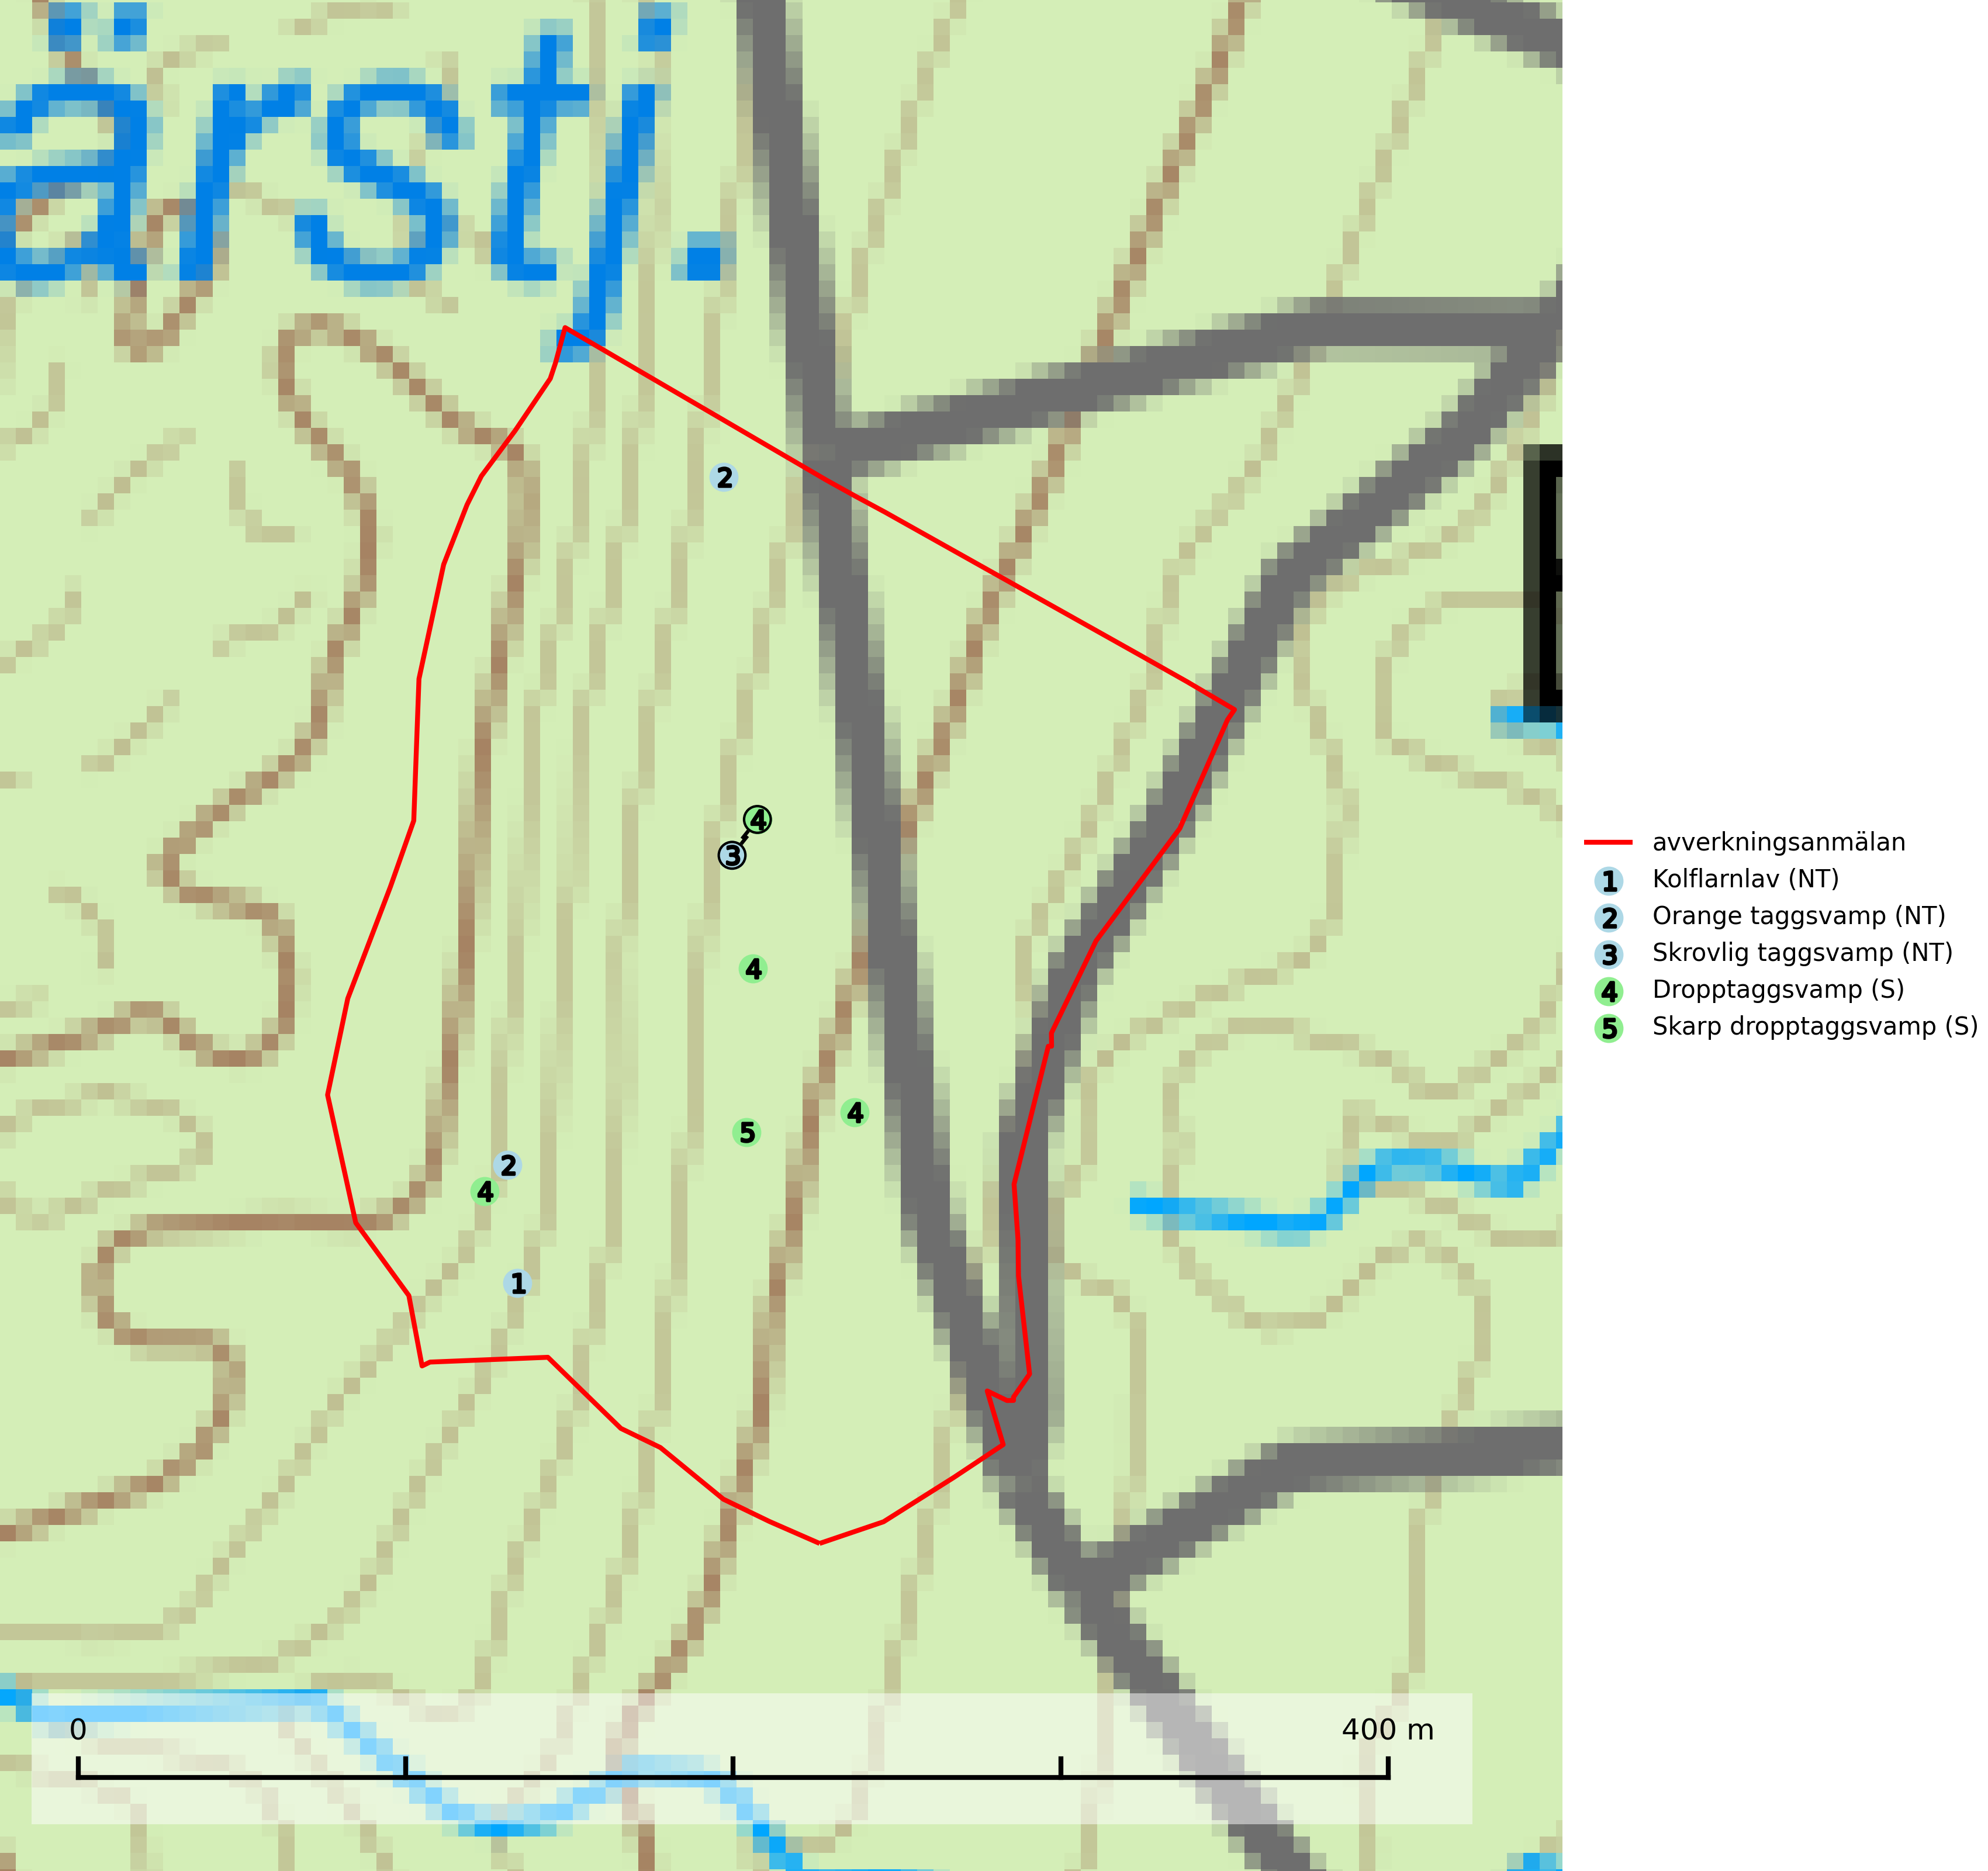 arstj.
2
4
3
4
4
5
2
4
1
0 400 m
avverkningsanmälan
1 Kolflarnlav (NT)
2 Orange taggsvamp (NT)
3 Skrovlig taggsvamp (NT)
4 Dropptaggsvamp (S)
5 Skarp dropptaggsvamp (S)